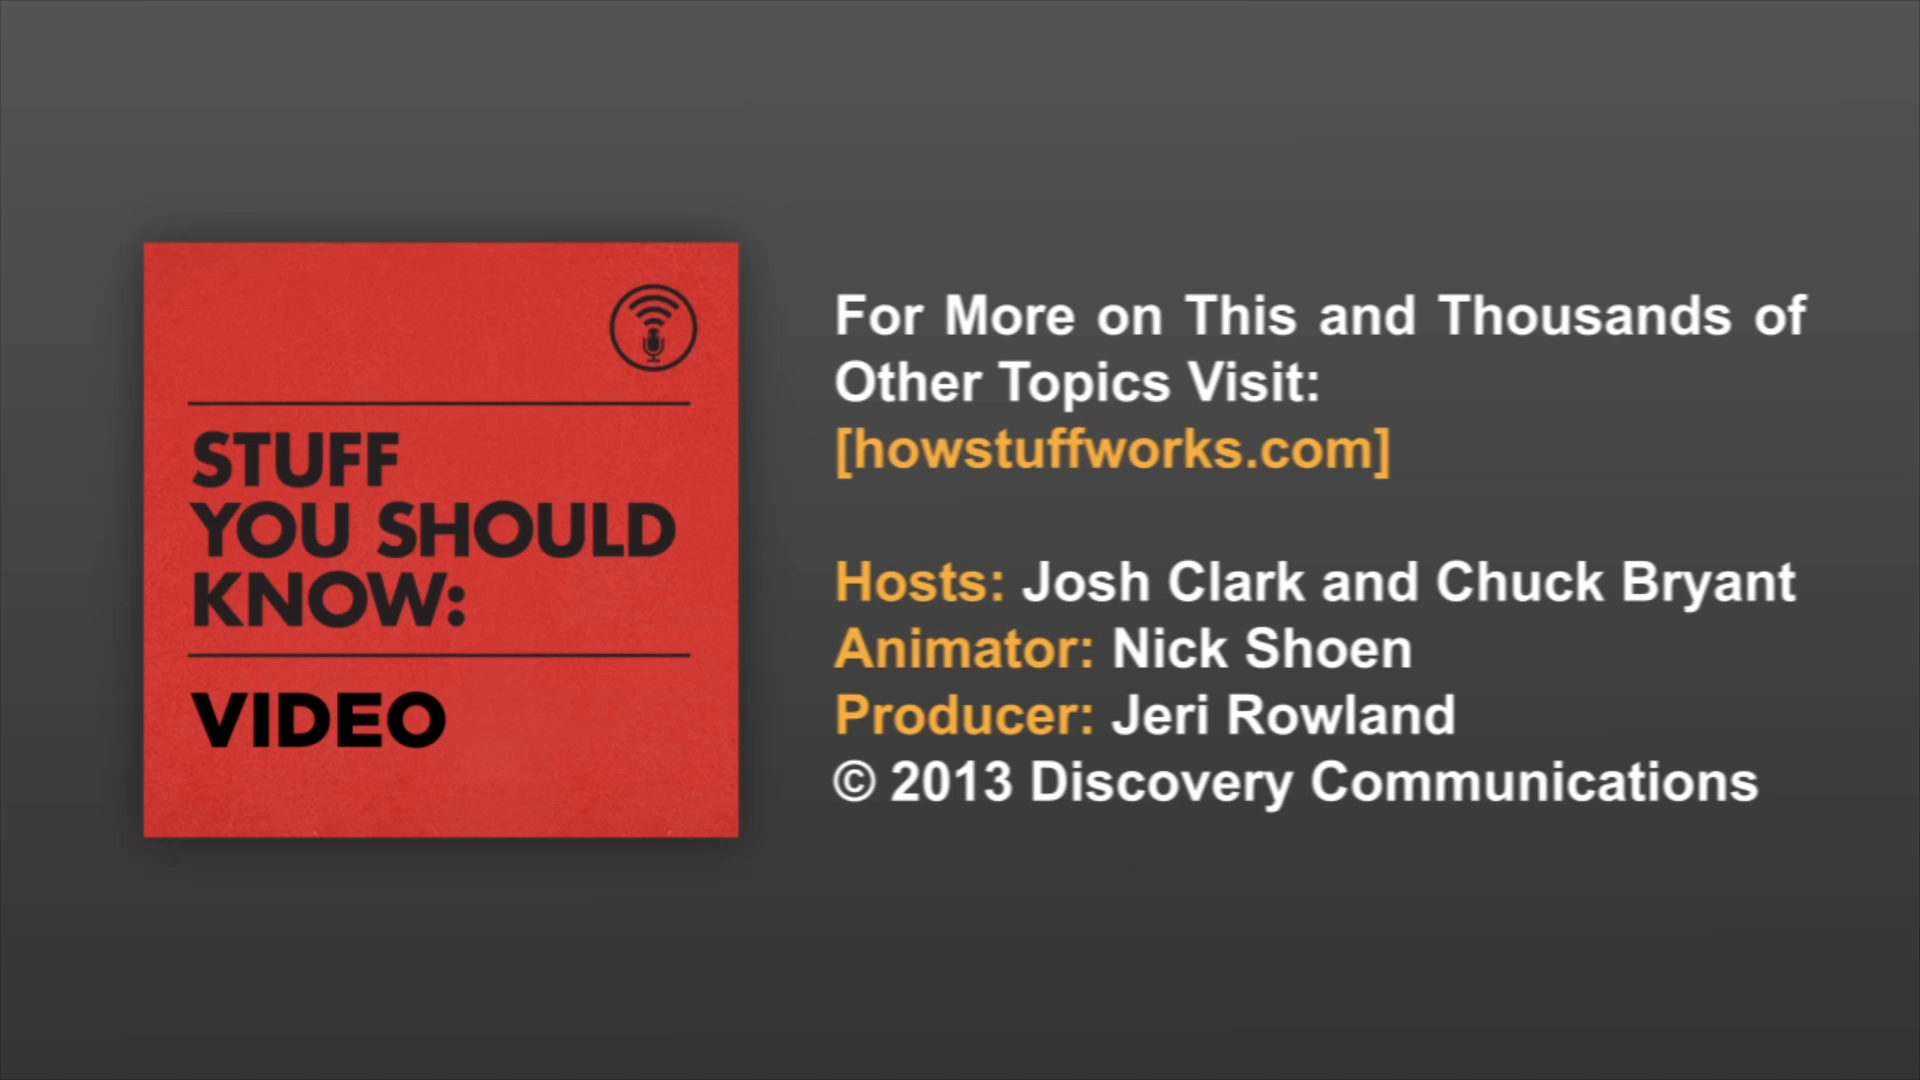 STUFF
YOU SHOULD
KNOW:
VIDEO
For More on This and Thousands of
Other Topics Visit:
[howstuffworks.com]
Hosts: Josh Clark and Chuck Bryant
Animator: Nick Shoen
Producer: Jeri Rowland
© 2013 Discovery Communications